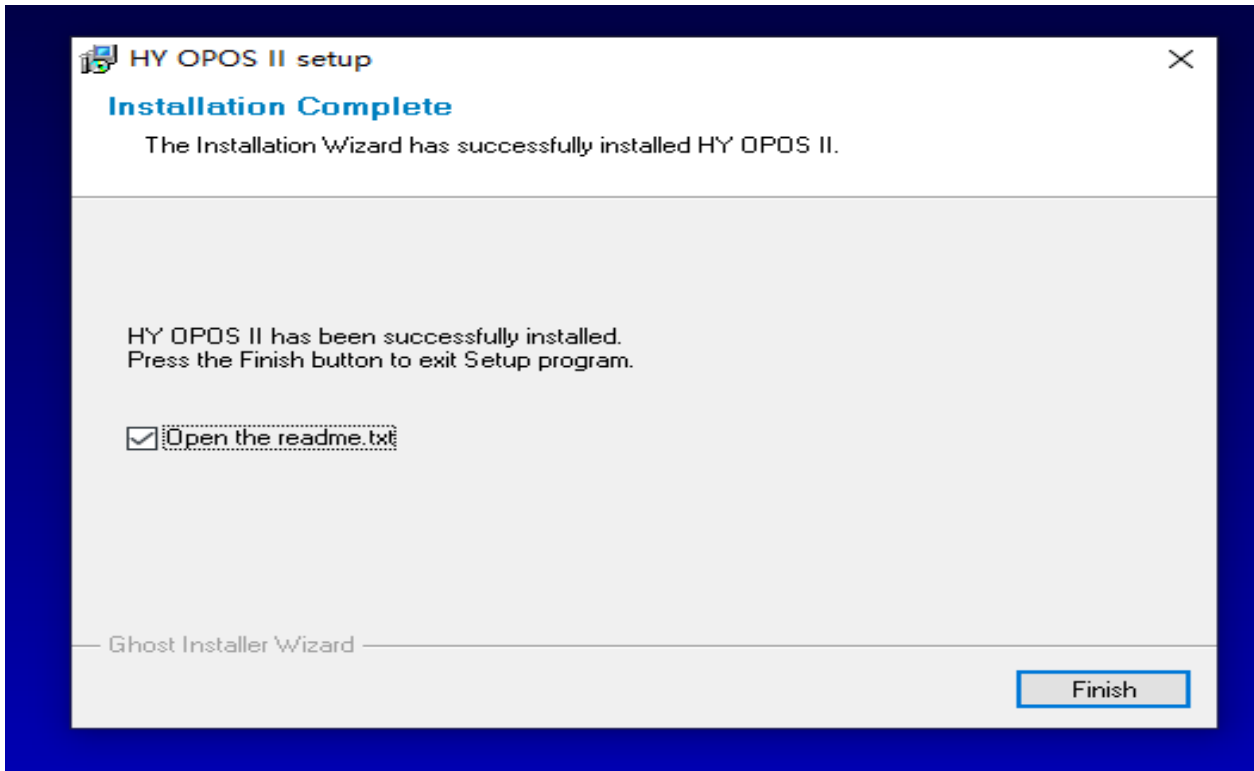 HY OPOS II setup
Installation Complete
The Installation Wizard has successfully installed HY OPOS II.
HY OPOS II has been successfully installed.
Press the Finish button to exit Setup program.
Open the readme.txt
Ghost Installer Wizard
Finish